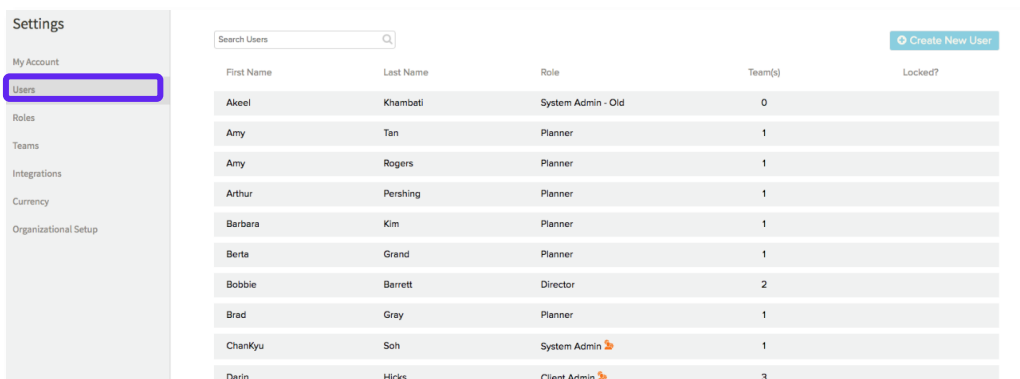 Settings
My Account
Users
Roles
Teams
Integrations
Currency
Organizational Setup
Search Users
Create New User
First Name Last Name Role Team(s) Locked?
Akeel Khambati System Admin - Old 0
Amy Tan Planner 1
Amy Rogers Planner 1
Arthur Pershing Planner 1
Barbara Kim Planner 1
Berta Grand Planner 1
Bobbie Barrett Director 2
Brad Gray Planner 1
ChanKyu Soh System Admin 1
Darin Hicks Client Admin 3